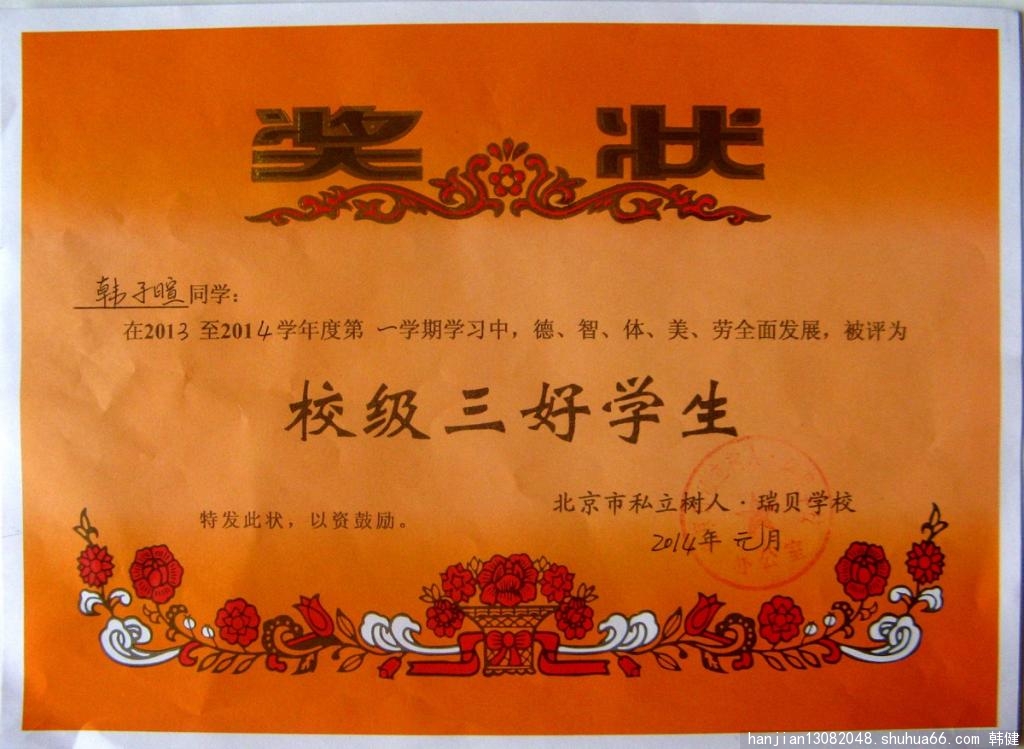 奖状
韩子暄同学：
在2013至2014学年度第一学期学习中，德、智、体、美、劳全面发展，被评为
校级三好学生
特发此状，以资鼓励。
北京市私立树人·瑞贝学校
2014年元月
办公室
hanjian13082048.shuhua66.com 韩健